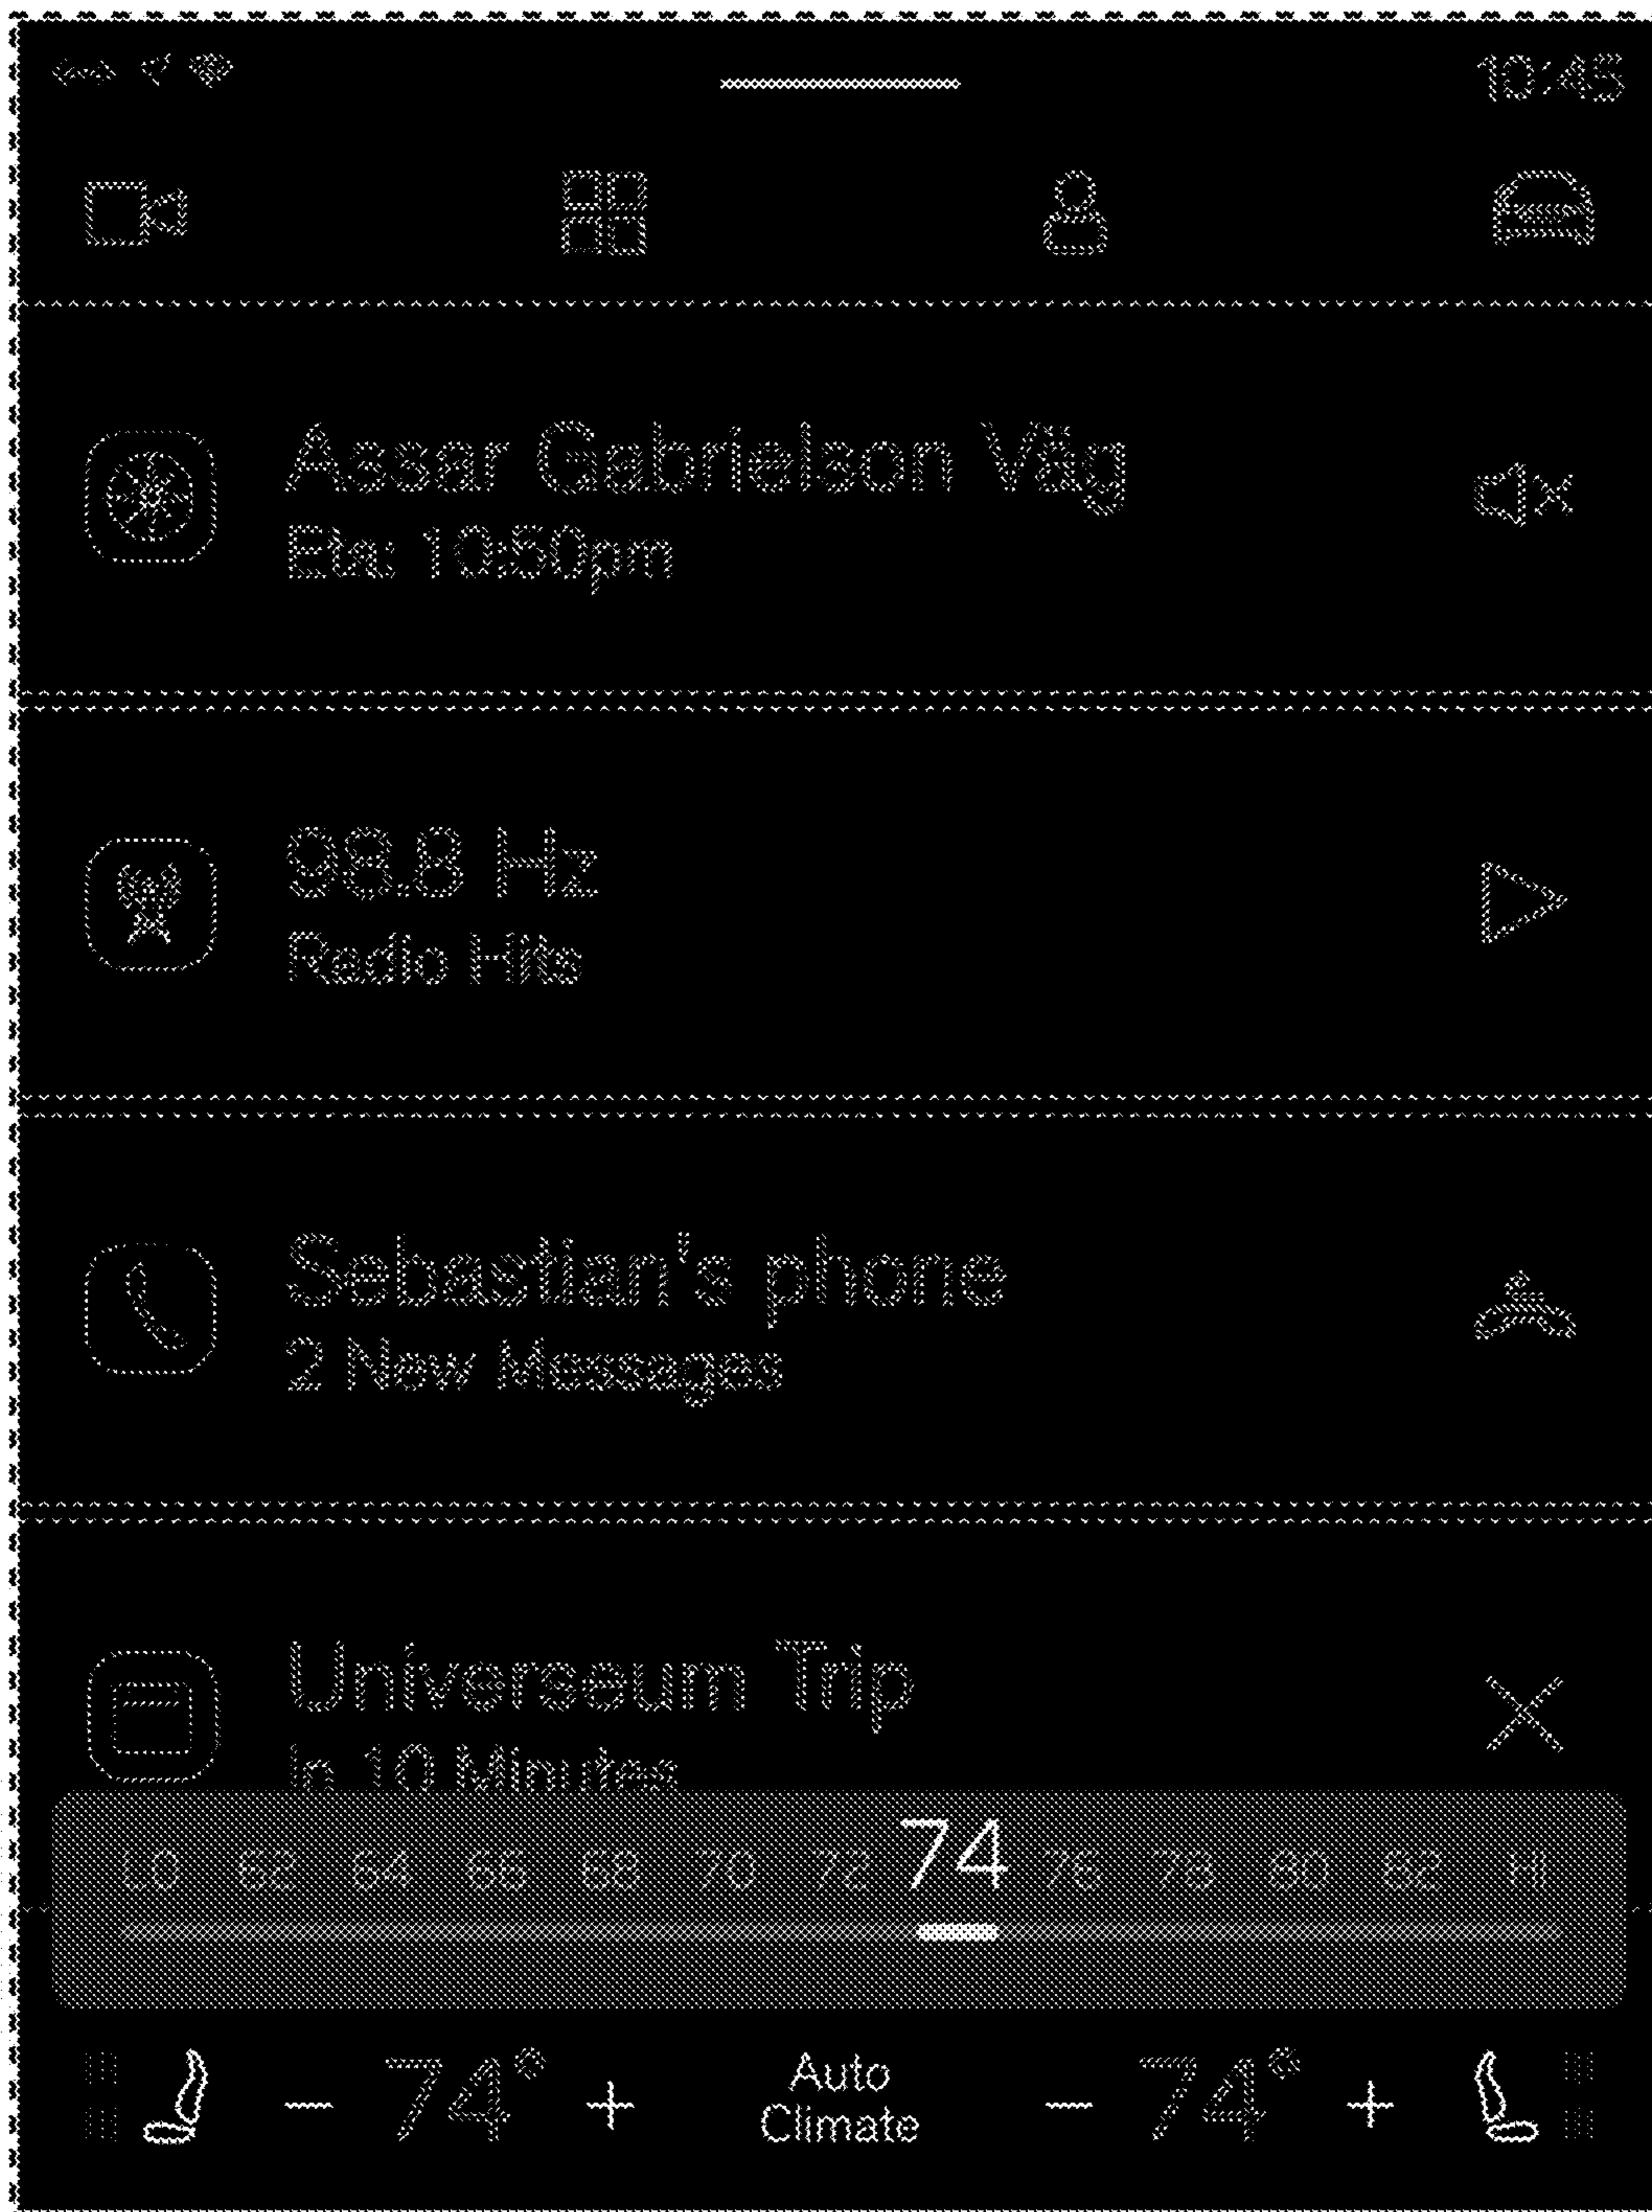 10:45
Assar Gabrielson Väg
Eta: 10:50pm
98.8 Hz
Radio Hits
Sebastian's phone
2 New Messages
Universeum Trip
in 10 Minutes
LO 62 64 66 68 70 72 74 76 78 80 82 HI
74° Auto Climate 74°